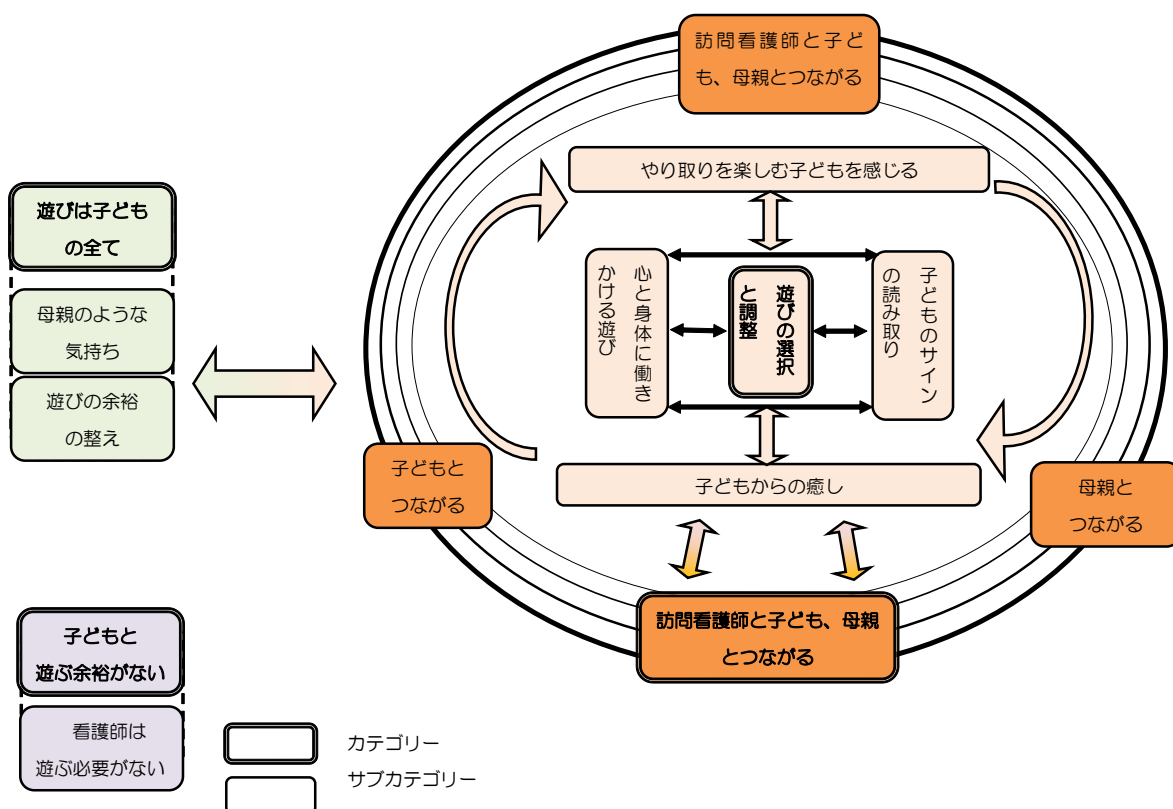 訪問看護師と子ど
も、母親とつながる
やり取りを楽しむ子どもを感じる
遊びは子ども
の全て
母親のような
気持ち
遊びの余裕
の整え
心と身体に働き
かける遊び
遊びの選択
と調整
子どものサイン
の読み取り
子どもと
つながる
子どもからの癒し
母親と
つながる
訪問看護師と子ども、母親
とつながる
子どもと
遊ぶ余裕がない
看護師は
遊ぶ必要がない
カテゴリー
サブカテゴリー